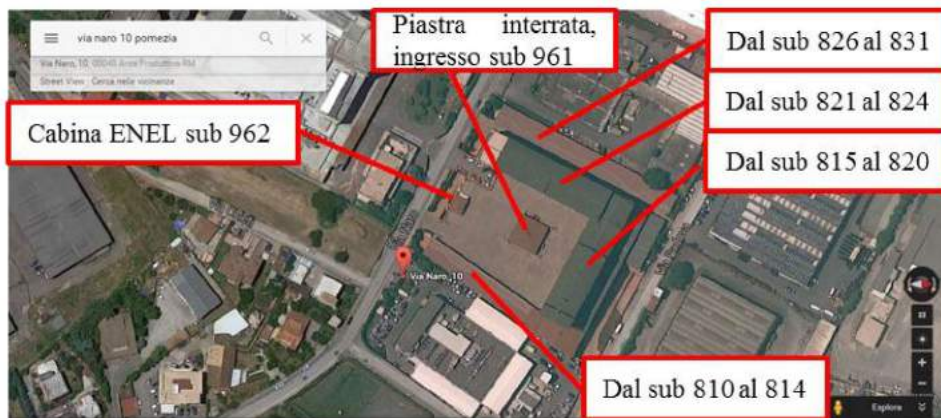 via naro 10 pomezia
Via Naro, 10, 00040 Area Produttiva RM
Street View · Cerca nelle vicinanze
Piastra interrata,
ingresso sub 961
Dal sub 826 al 831
Dal sub 821 al 824
Dal sub 815 al 820
Cabina ENEL sub 962
Via Naro, 10
Dal sub 810 al 814
Esplora